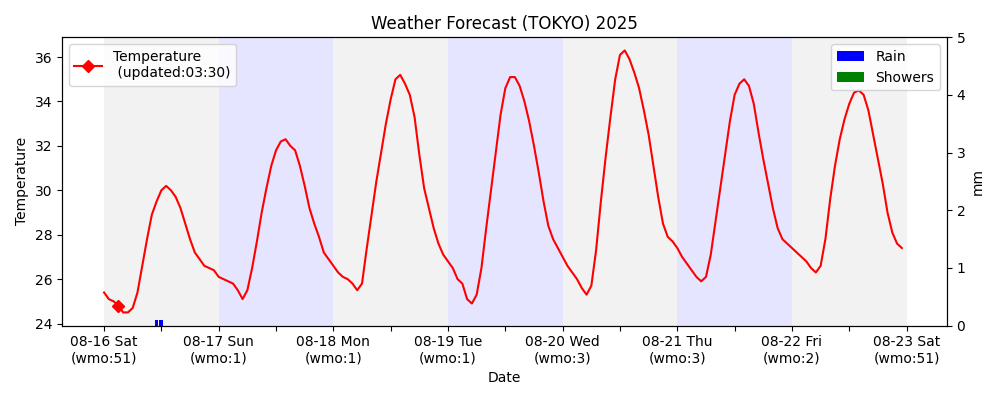 Weather Forecast (TOKYO) 2025
Temperature
(updated:03:30)
Rain
Showers
Temperature
36
34
32
30
28
26
24
5
4
3
2
1
0
mm
08-16 Sat
(wmo:51)
08-17 Sun
(wmo:1)
08-18 Mon
(wmo:1)
08-19 Tue
(wmo:1)
08-20 Wed
(wmo:3)
08-21 Thu
(wmo:3)
08-22 Fri
(wmo:2)
08-23 Sat
(wmo:51)
Date